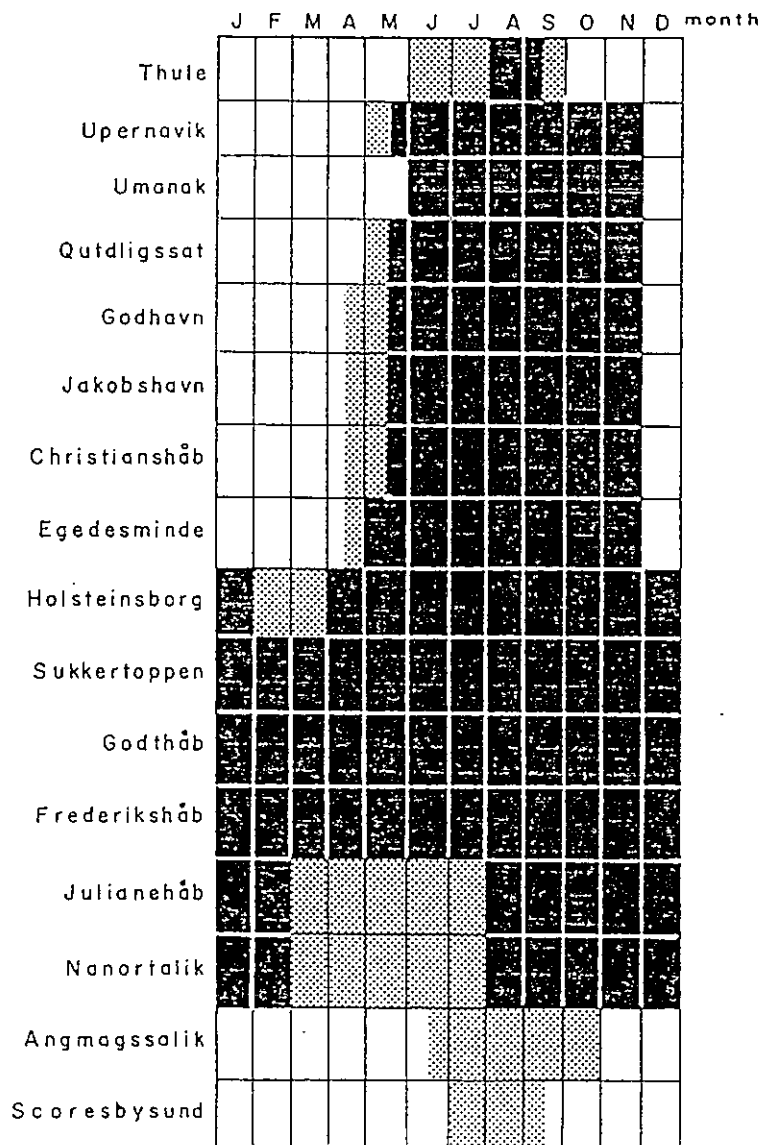 J F M A M J J A S O N D month
Thule
Upernavik
Umanak
Qutdligssat
Godhavn
Jakobshavn
Christianshåb
Egedesminde
Holsteinsborg
Sukkertoppen
Godthåb
Frederikshåb
Julianehåb
Nanortalik
Angmagssalik
Scoresbysund